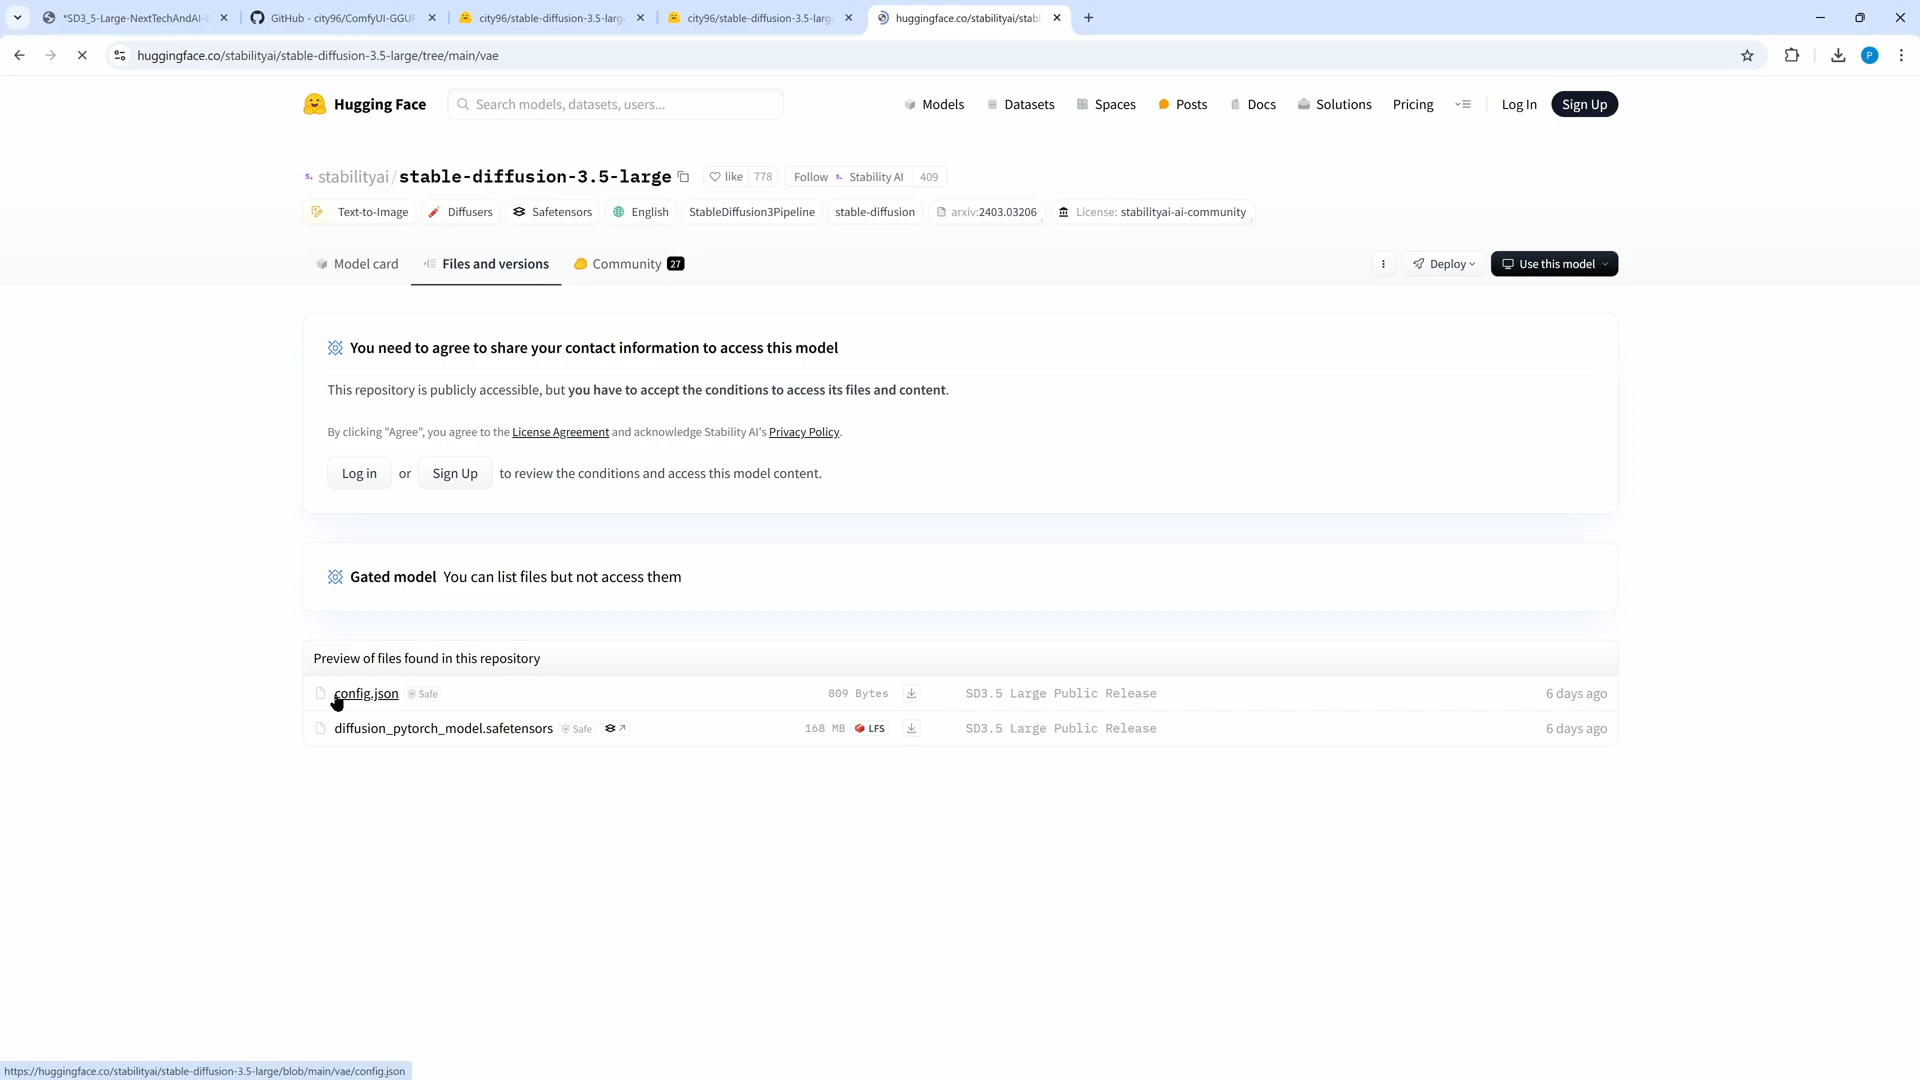 *SD3_5-Large-NextTechAndAI-
GitHub - city96/ComfyUI-GGUF
city96/stable-diffusion-3.5-larg
city96/stable-diffusion-3.5-larg
huggingface.co/stabilityai/stabl
huggingface.co/stabilityai/stable-diffusion-3.5-large/tree/main/vae
P
Hugging Face
Search models, datasets, users...
Models
Datasets
Spaces
Posts
Docs
Solutions
Pricing
Log In
Sign Up
s. stabilityai/stable-diffusion-3.5-large
like 778
Follow s. Stability AI 409
Text-to-Image
Diffusers
Safetensors
English
StableDiffusion3Pipeline
stable-diffusion
arxiv:2403.03206
License: stabilityai-ai-community
Model card
Files and versions
Community 27
Deploy
Use this model
You need to agree to share your contact information to access this model
This repository is publicly accessible, but you have to accept the conditions to access its files and content.
By clicking "Agree", you agree to the License Agreement and acknowledge Stability AI's Privacy Policy.
Log in or Sign Up to review the conditions and access this model content.
Gated model You can list files but not access them
Preview of files found in this repository
config.json Safe 809 Bytes SD3.5 Large Public Release 6 days ago
diffusion_pytorch_model.safetensors Safe 168 MB LFS SD3.5 Large Public Release 6 days ago
https://huggingface.co/stabilityai/stable-diffusion-3.5-large/blob/main/vae/config.json